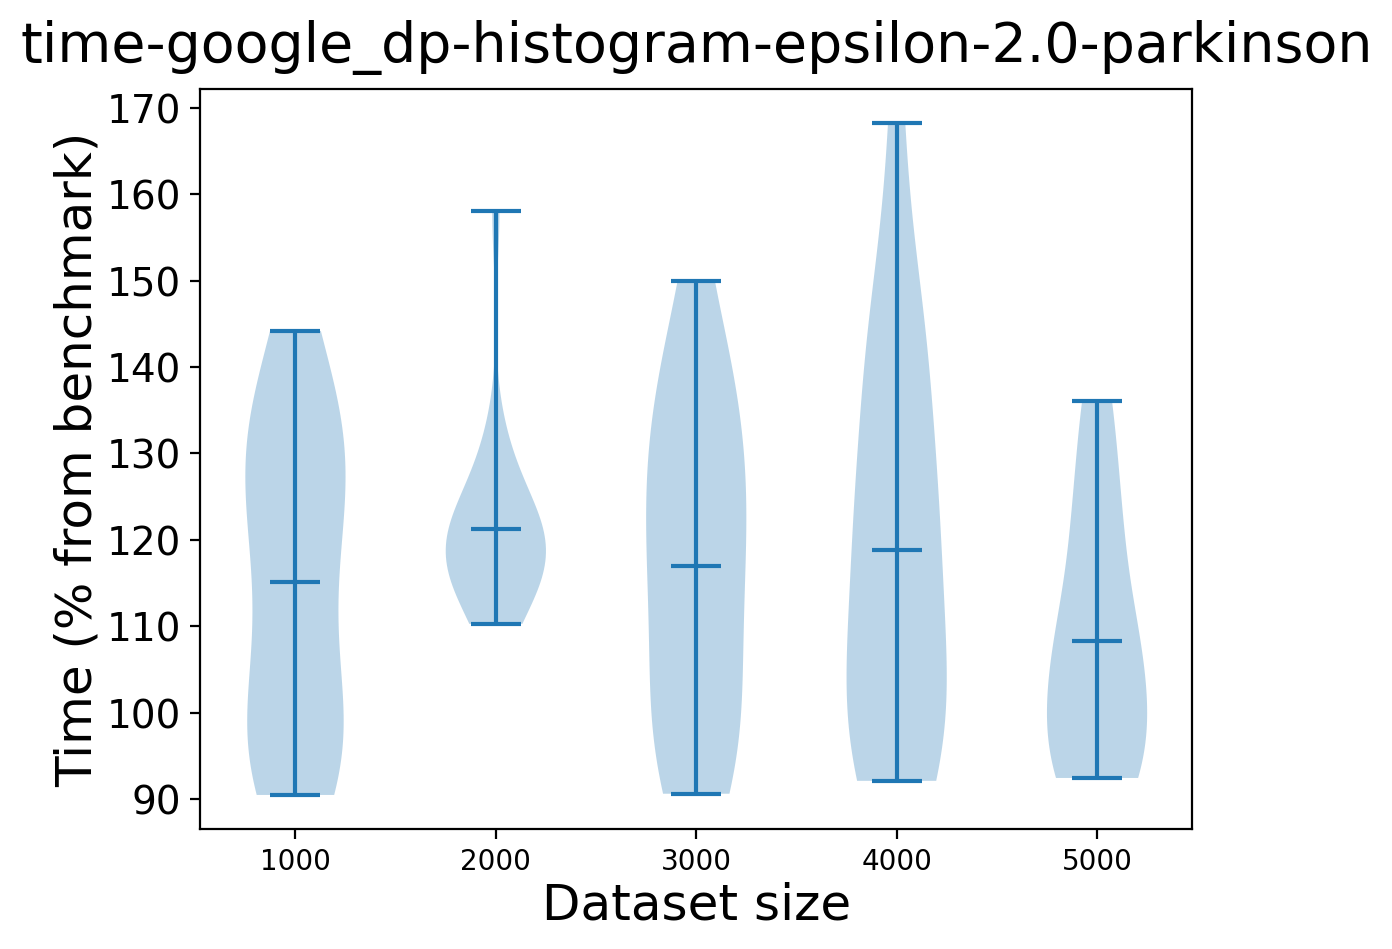 time-google_dp-histogram-epsilon-2.0-parkinson
Time (% from benchmark)
170
160
150
140
130
120
110
100
90
1000 2000 3000 4000 5000
Dataset size